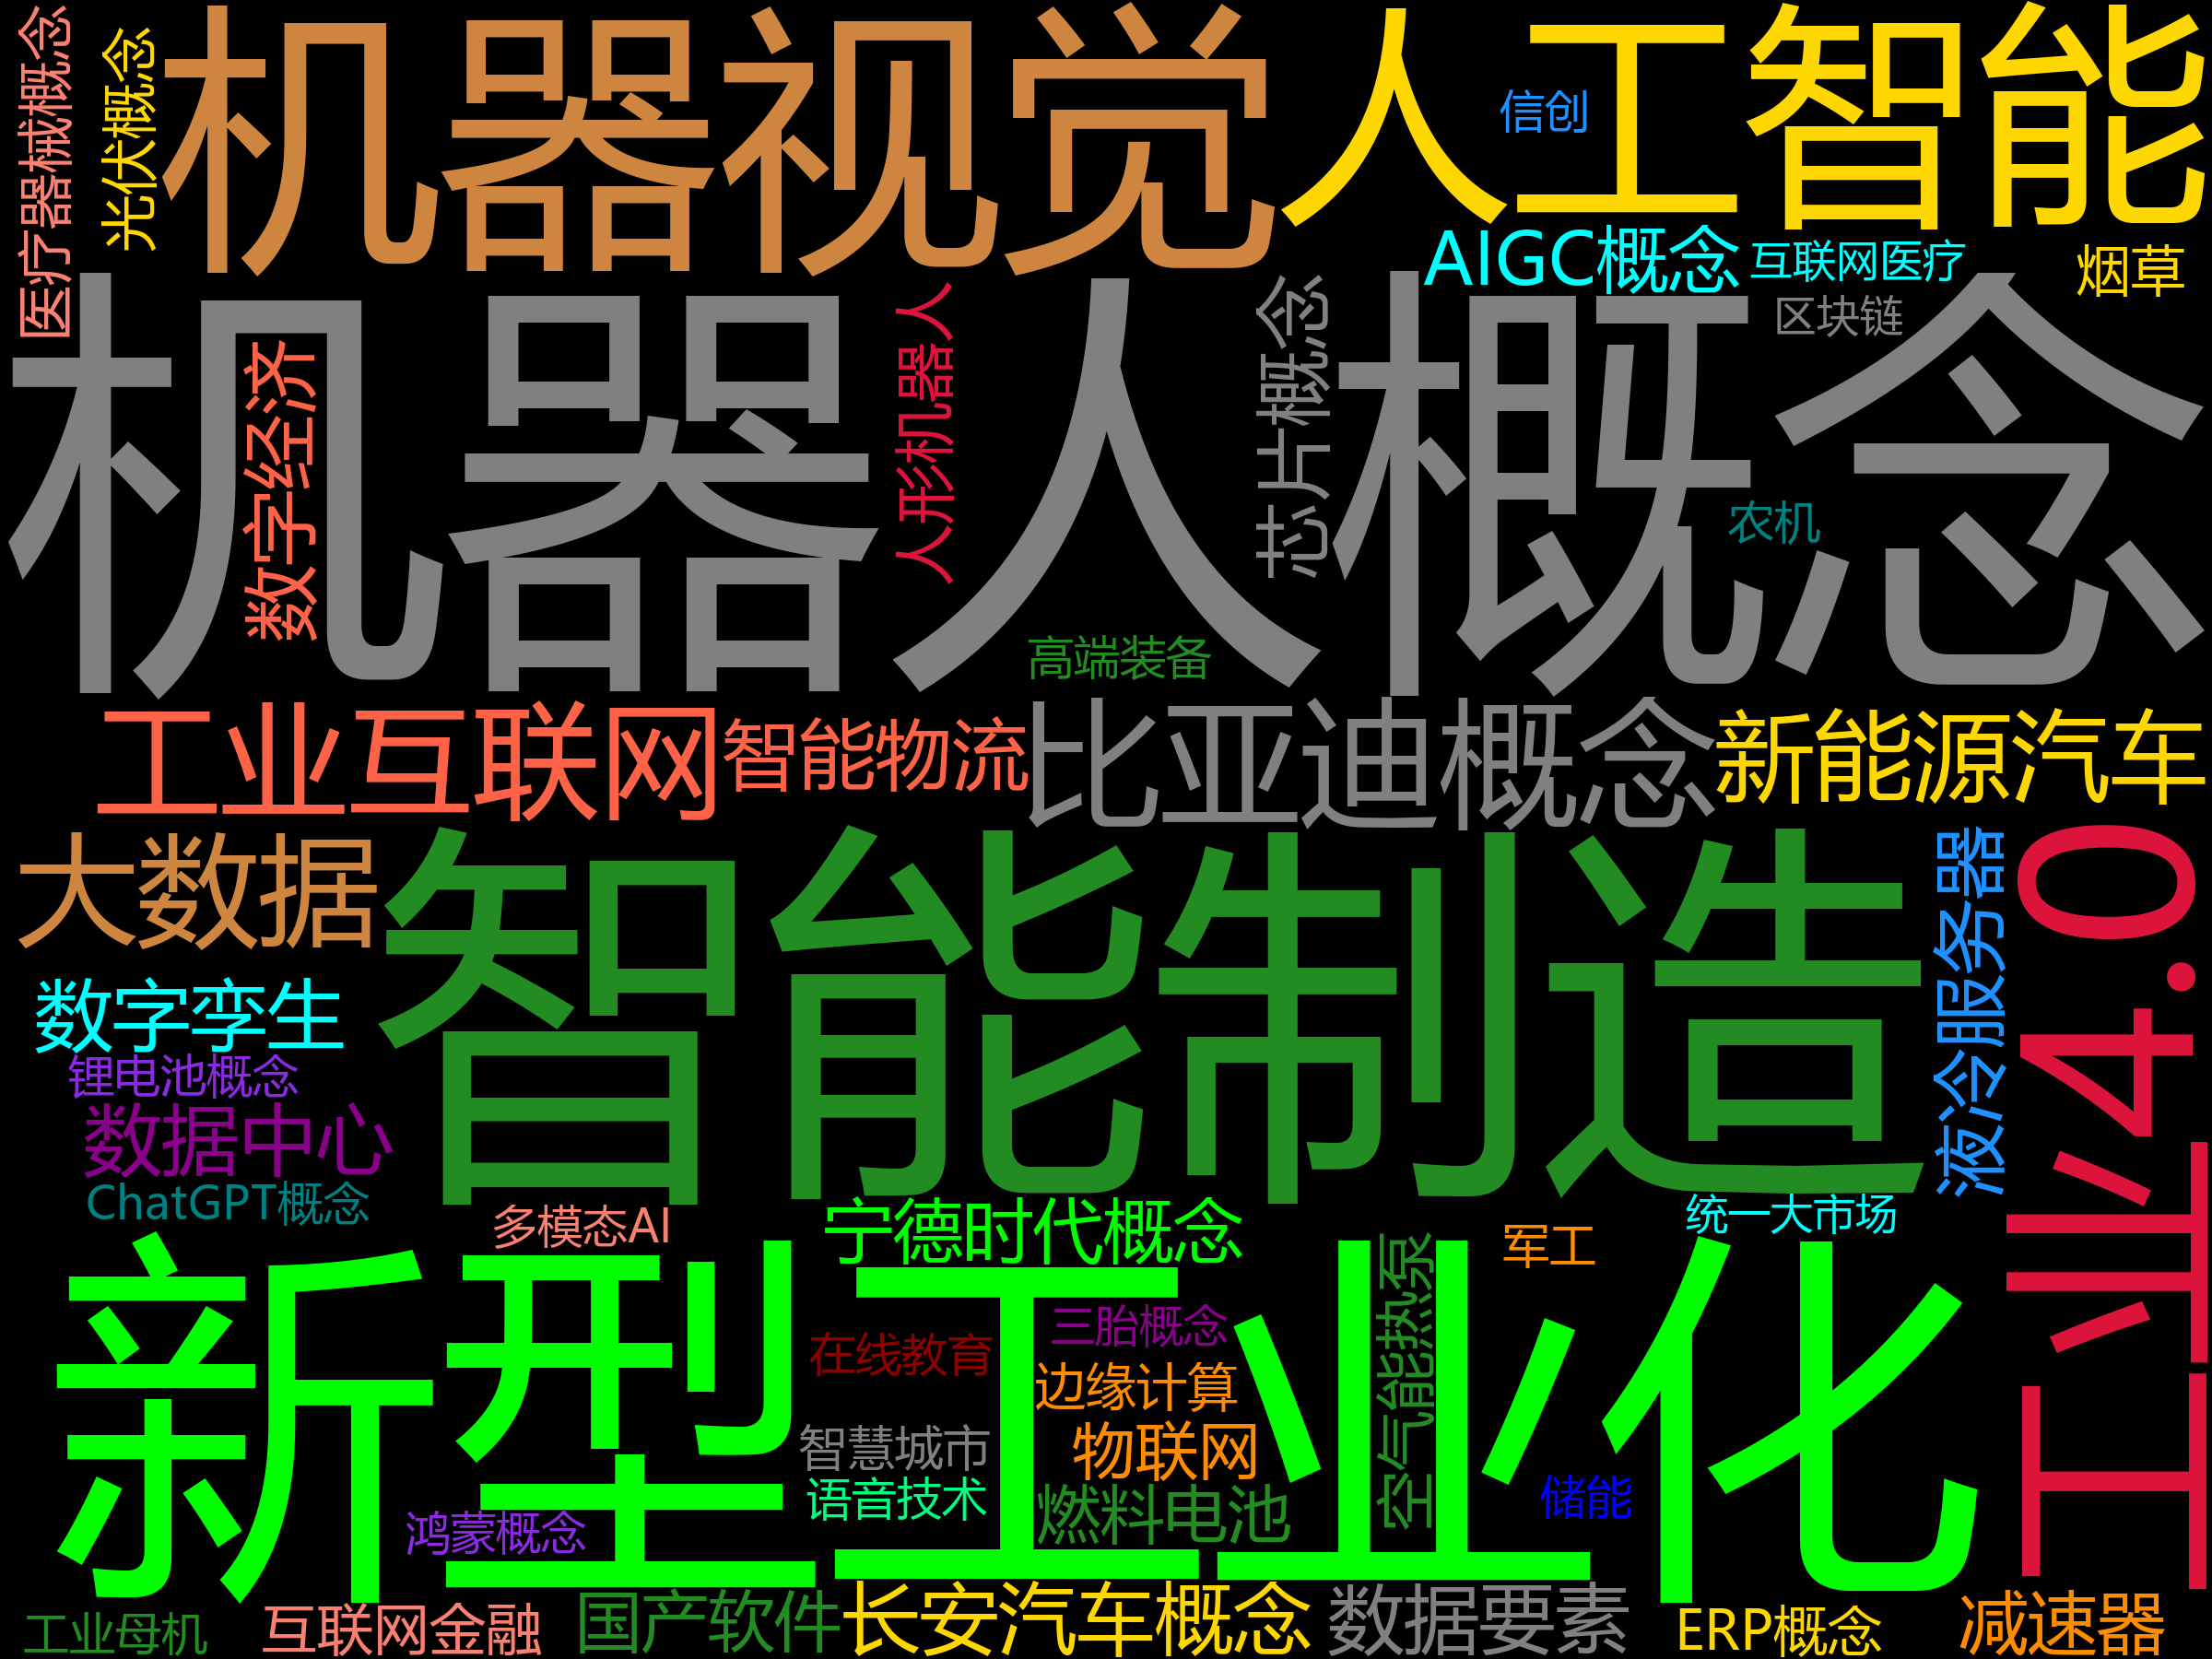 医疗器械概念
光伏概念
机器视觉
人工智能
信创
AIGC概念
互联网医疗
烟草
区块链
机器人概念
数字经济
人形机器人
芯片概念
农机
高端装备
工业互联网
智能物流
比亚迪概念
新能源汽车
大数据
智能制造
液冷服务器
工业4.0
数字孪生
锂电池概念
数据中心
ChatGPT概念
多模态AI
宁德时代概念
军工
统一大市场
新型工业化
三胎概念
在线教育
边缘计算
空气能热泵
智慧城市
物联网
语音技术
燃料电池
储能
鸿蒙概念
工业母机
互联网金融
国产软件
长安汽车概念
数据要素
ERP概念
减速器